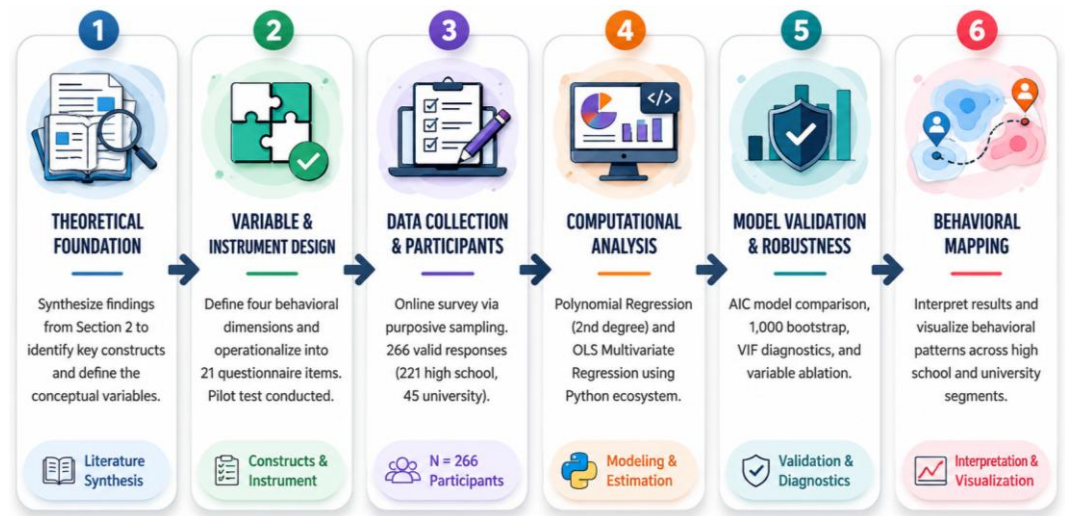 1
THEORETICAL
FOUNDATION
Synthesize findings
from Section 2 to
identify key constructs
and define the
conceptual variables.
Literature
Synthesis
2
VARIABLE &
INSTRUMENT DESIGN
Define four behavioral
dimensions and
operationalize into
21 questionnaire items.
Pilot test conducted.
Constructs &
Instrument
3
DATA COLLECTION
& PARTICIPANTS
Online survey via
purposive sampling.
266 valid responses
(221 high school,
45 university).
N = 266
Participants
4
</>
COMPUTATIONAL
ANALYSIS
Polynomial Regression
(2nd degree) and
OLS Multivariate
Regression using
Python ecosystem.
Modeling &
Estimation
5
MODEL VALIDATION
& ROBUSTNESS
AIC model comparison,
1,000 bootstrap,
VIF diagnostics, and
variable ablation.
Validation &
Diagnostics
6
BEHAVIORAL
MAPPING
Interpret results and
visualize behavioral
patterns across high
school and university
segments.
Interpretation &
Visualization